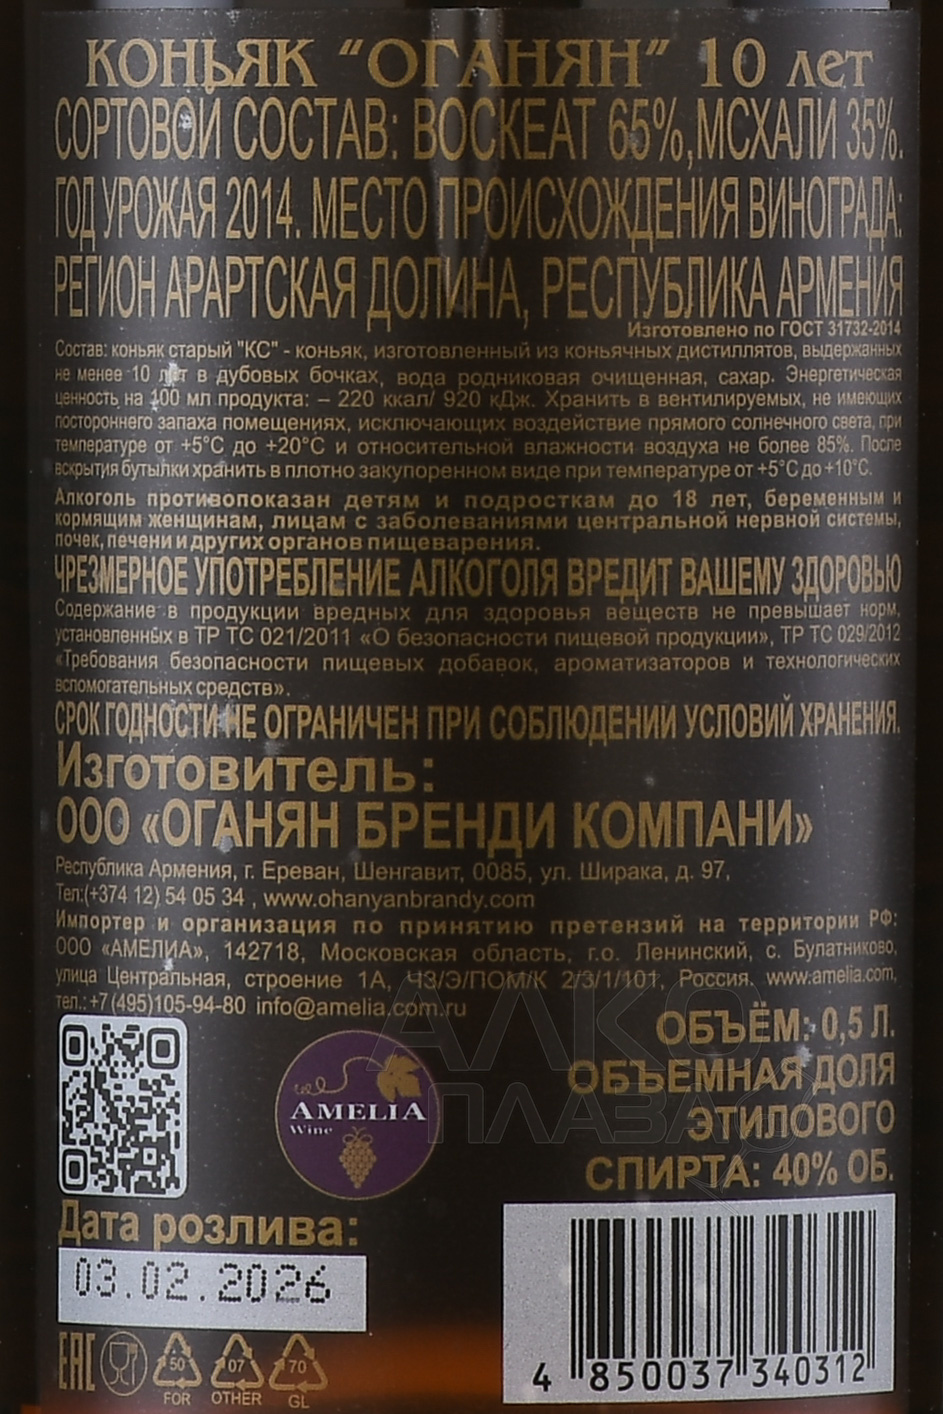 КОНЬЯК “ОГАНЯН” 10 лет
СОРТОВОЙ СОСТАВ: ВОСКЕАТ 65%,МСХАЛИ 35%.
ГОД УРОЖАЯ 2014. МЕСТО ПРОИСХОЖДЕНИЯ ВИНОГРАДА:
РЕГИОН АРАРТСКАЯ ДОЛИНА, РЕСПУБЛИКА АРМЕНИЯ
Изготовлено по ГОСТ 31732-2014
Состав: коньяк старый "КС" - коньяк, изготовленный из коньячных дистиллятов, выдержанных
не менее 10 лет в дубовых бочках, вода родниковая очищенная, сахар. Энергетическая
ценность на 100 мл продукта: – 220 ккал/ 920 кДж. Хранить в вентилируемых, не имеющих
постороннего запаха помещениях, исключающих воздействие прямого солнечного света, при
температуре от +5°С до +20°С и относительной влажности воздуха не более 85%. После
вскрытия бутылки хранить в плотно закупоренном виде при температуре от +5°С до +10°С.
Алкоголь противопоказан детям и подросткам до 18 лет, беременным и
кормящим женщинам, лицам с заболеваниями центральной нервной системы,
почек, печени и других органов пищеварения.
ЧРЕЗМЕРНОЕ УПОТРЕБЛЕНИЕ АЛКОГОЛЯ ВРЕДИТ ВАШЕМУ ЗДОРОВЬЮ
Содержание в продукции вредных для здоровья веществ не превышает норм,
установленных в ТР ТС 021/2011 «О безопасности пищевой продукции», ТР ТС 029/2012
«Требования безопасности пищевых добавок, ароматизаторов и технологических
вспомогательных средств».
СРОК ГОДНОСТИ НЕ ОГРАНИЧЕН ПРИ СОБЛЮДЕНИИ УСЛОВИЙ ХРАНЕНИЯ.
Изготовитель:
ООО «ОГАНЯН БРЕНДИ КОМПАНИ»
Республика Армения, г. Ереван, Шенгавит, 0085, ул. Ширака, д. 97,
Тел:(+374 12) 54 05 34 , www.ohanyanbrandy.com
Импортер и организация по принятию претензий на территории РФ:
ООО «АМЕЛИА», 142718, Московская область, г.о. Ленинский, с. Булатниково,
улица Центральная, строение 1А, ЧЗ/Э/ПОМ/К 2/3/1/101, Россия. www.amelia.com,
тел.: +7 (495)105-94-80 info@amelia.com.ru
ОБЪЁМ: 0,5 Л.
ОБЪЕМНАЯ ДОЛЯ
ЭТИЛОВОГО
СПИРТА: 40% ОБ.
AMELIA
Wine
АЛКО
ПЛАЗА
Дата розлива:
03.02.2026
EAC
50
FOR
07
OTHER
70
GL
4 850037 340312